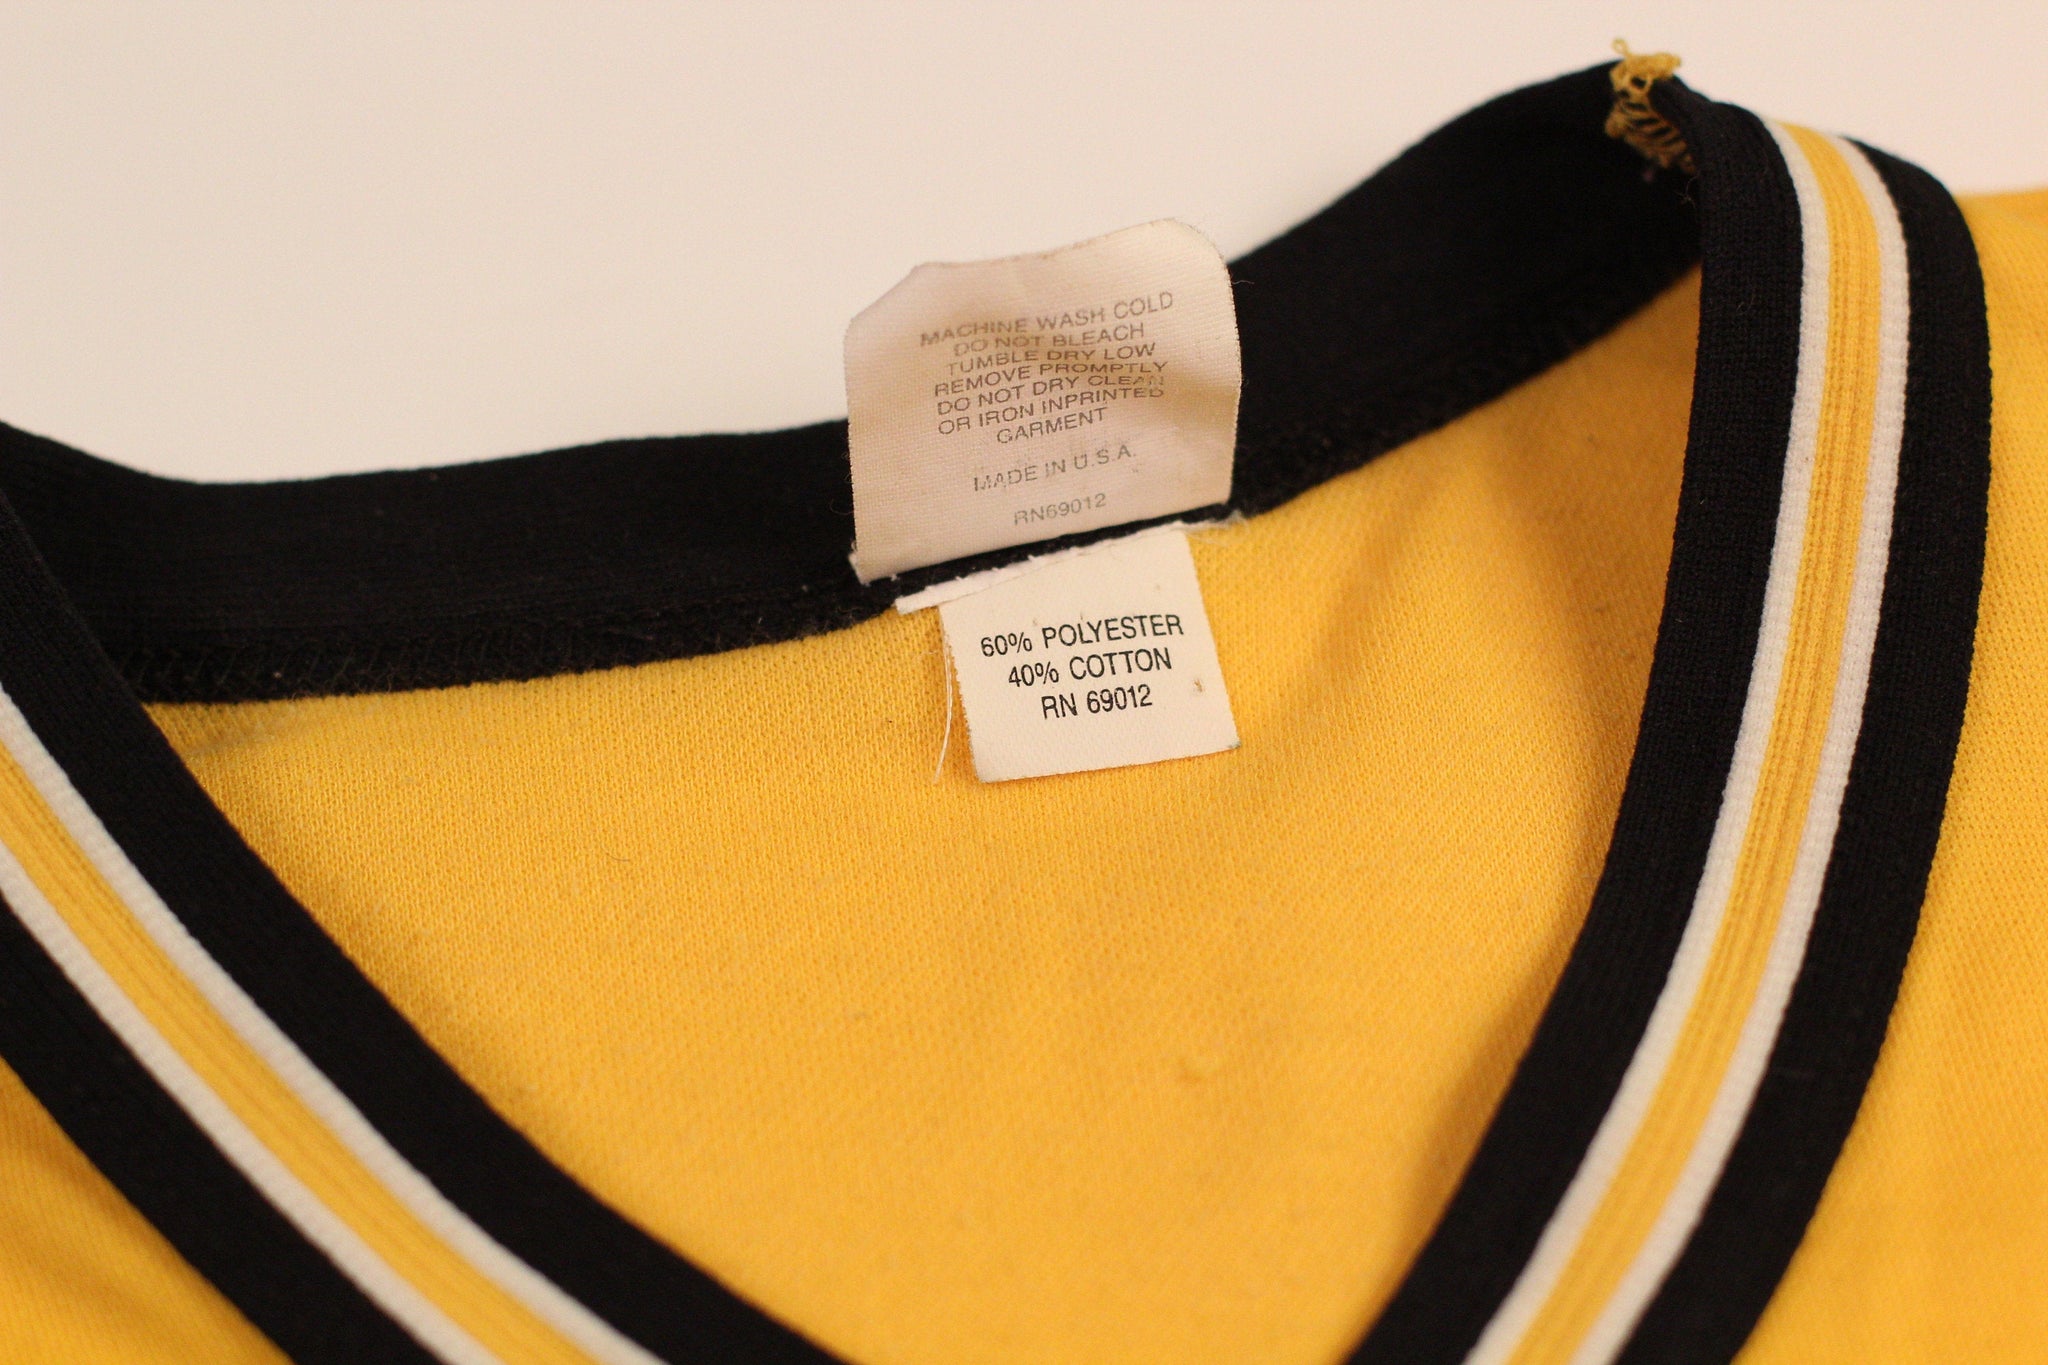 MACHINE WASH COLD
DO NOT BLEACH
TUMBLE DRY LOW
REMOVE PROMPTLY
DO NOT DRY CLEAN
OR IRON INPRINTED
GARMENT
MADE IN U.S.A.
RN69012
60% POLYESTER
40% COTTON
RN 69012